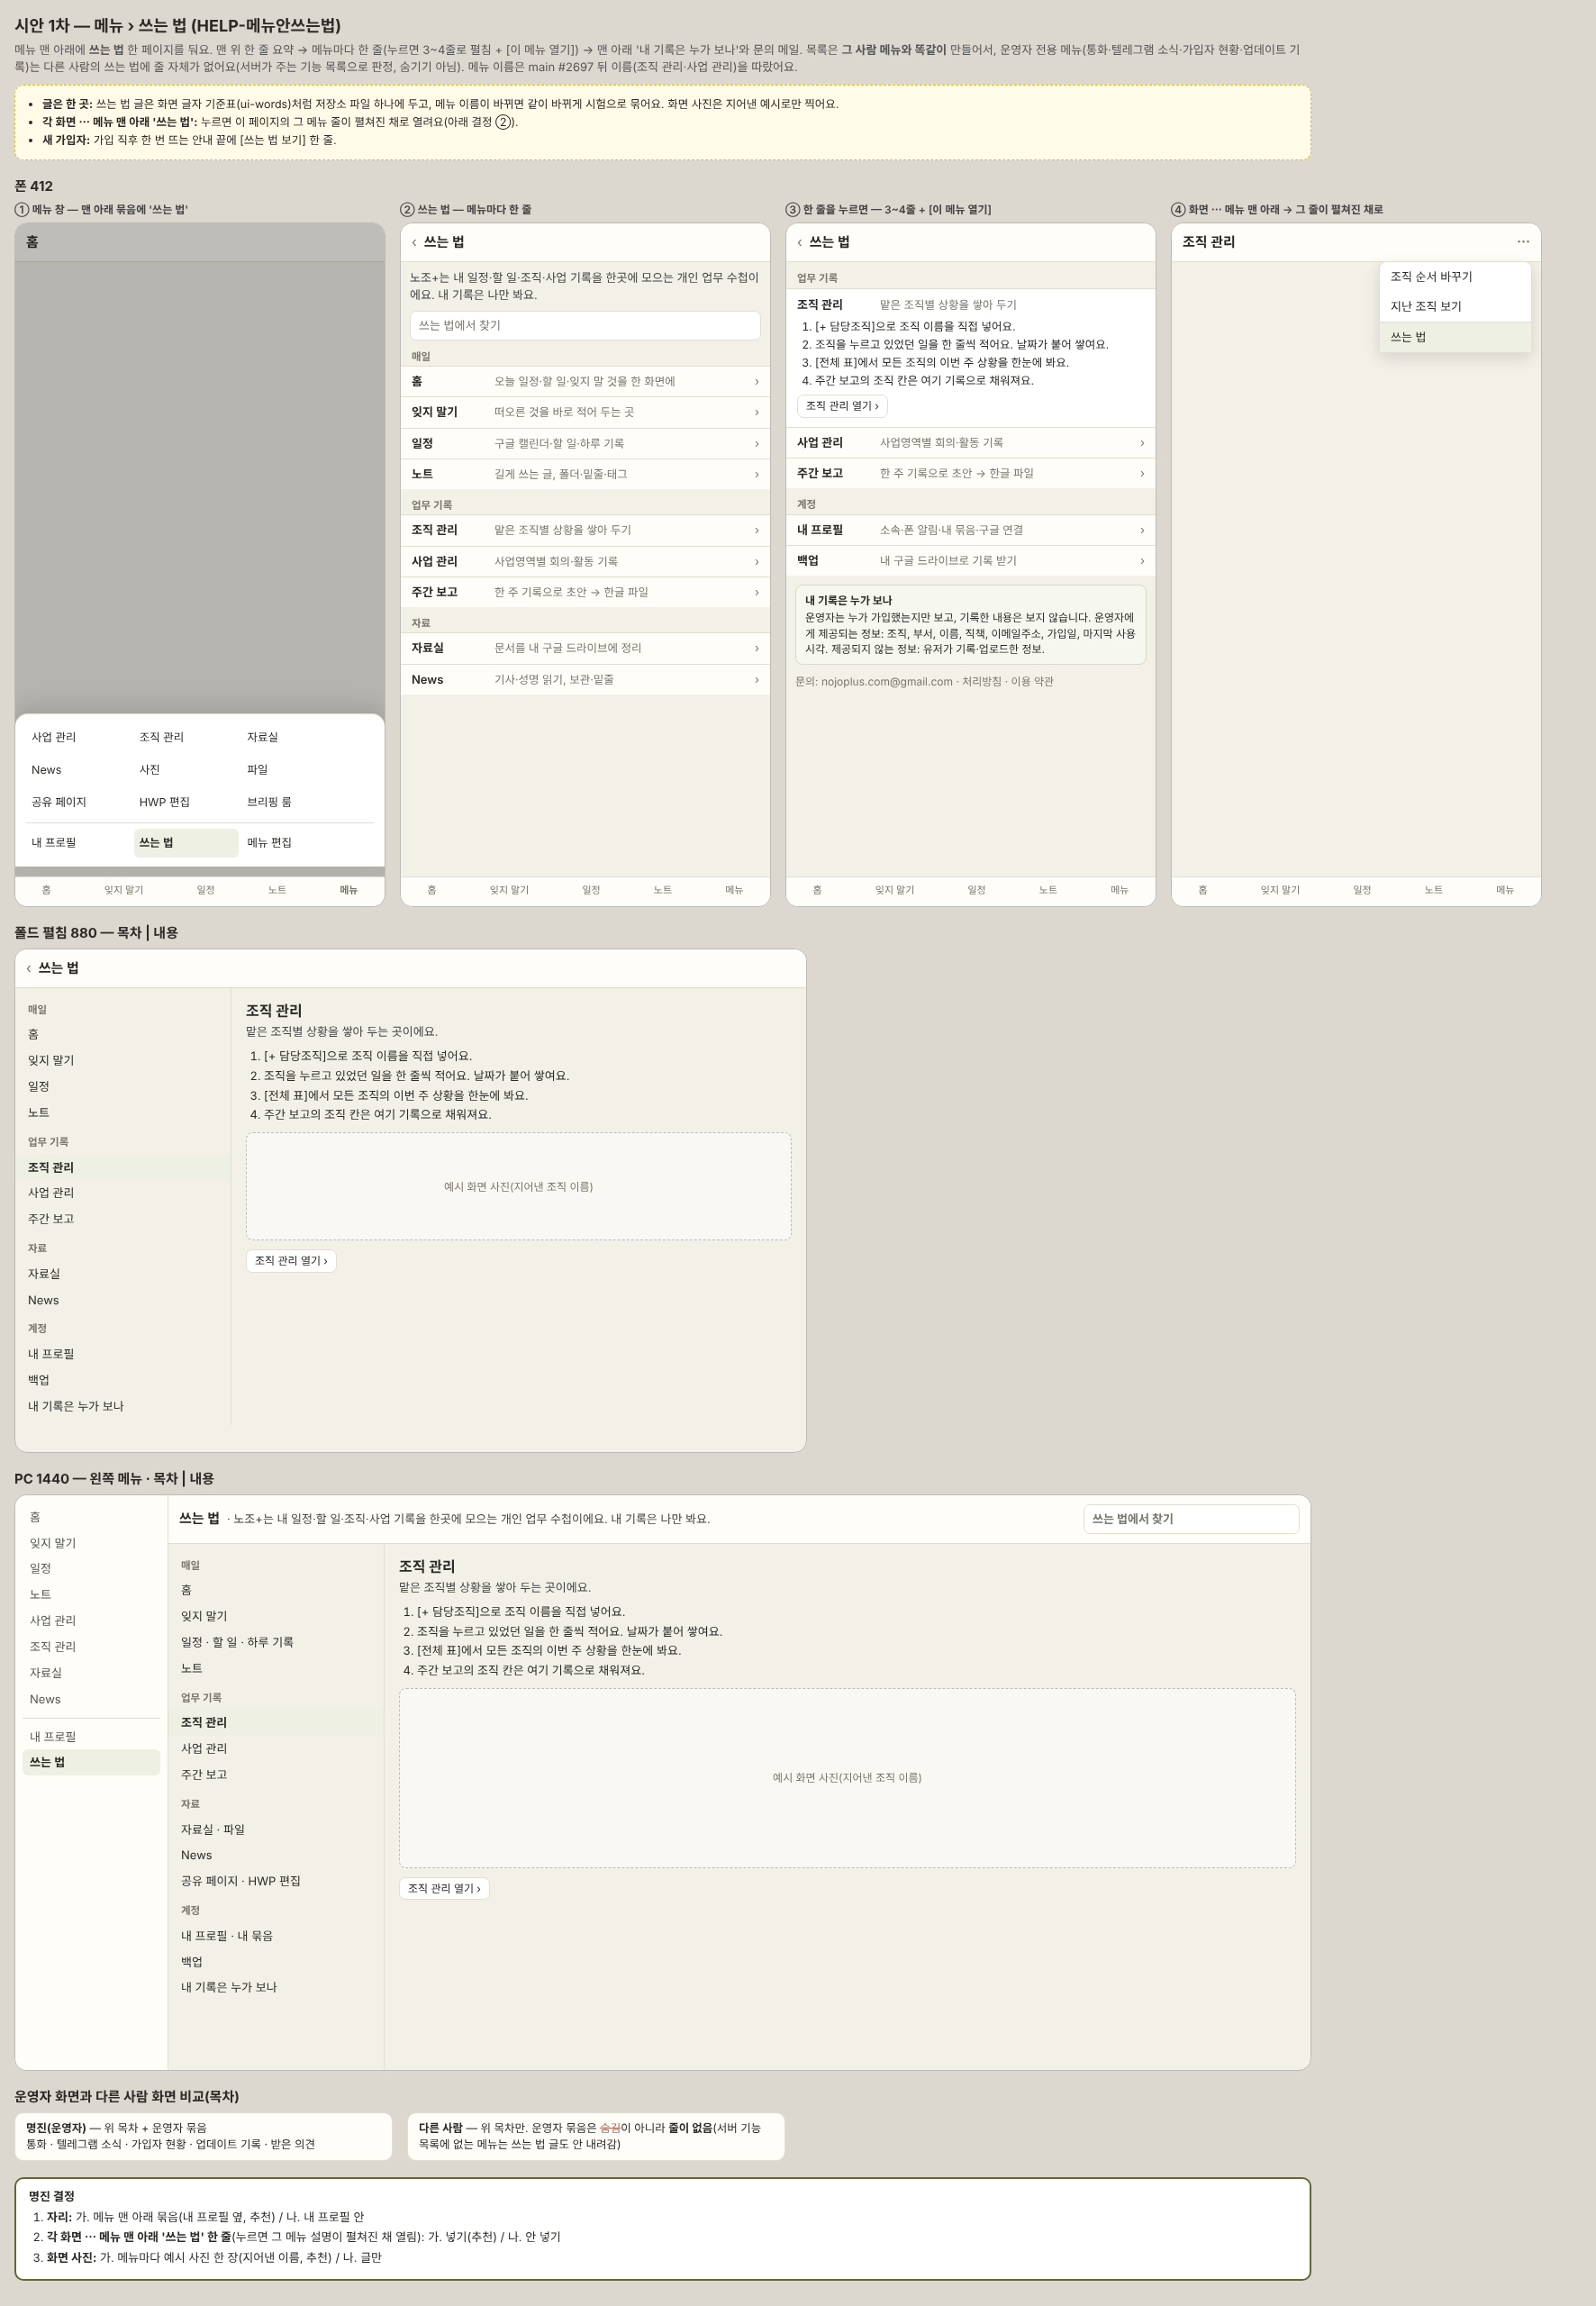 시안 1차 — 메뉴 › 쓰는 법 (HELP-메뉴안쓰는법)
메뉴 맨 아래에 쓰는 법 한 페이지를 둬요. 맨 위 한 줄 요약 → 메뉴마다 한 줄(누르면 3~4줄로 펼침 + [이 메뉴 열기]) → 맨 아래 '내 기록은 누가 보나'와 문의 메일. 목록은 그 사람 메뉴와 똑같이 만들어서, 운영자 전용 메뉴(통화·텔레그램 소식·가입자 현황·업데이트 기
록)는 다른 사람의 쓰는 법에 줄 자체가 없어요(서버가 주는 기능 목록으로 판정, 숨기기 아님). 메뉴 이름은 main #2697 뒤 이름(조직 관리·사업 관리)을 따랐어요.
• 글은 한 곳: 쓰는 법 글은 화면 글자 기준표(ui-words)처럼 저장소 파일 하나에 두고, 메뉴 이름이 바뀌면 같이 바뀌게 시험으로 묶어요. 화면 사진은 지어낸 예시로만 찍어요.
• 각 화면 ⋯ 메뉴 맨 아래 '쓰는 법': 누르면 이 페이지의 그 메뉴 줄이 펼쳐진 채로 열려요(아래 결정 ②).
• 새 가입자: 가입 직후 한 번 뜨는 안내 끝에 [쓰는 법 보기] 한 줄.
폰 412
① 메뉴 창 — 맨 아래 묶음에 '쓰는 법'
홈
사업 관리 조직 관리 자료실
News 사진 파일
공유 페이지 HWP 편집 브리핑 룸
내 프로필 쓰는 법 메뉴 편집
홈 잊지 말기 일정 노트 메뉴
② 쓰는 법 — 메뉴마다 한 줄
‹ 쓰는 법
노조+는 내 일정·할 일·조직·사업 기록을 한곳에 모으는 개인 업무 수첩이
에요. 내 기록은 나만 봐요.
쓰는 법에서 찾기
매일
홈 오늘 일정·할 일·잊지 말 것을 한 화면에 ›
잊지 말기 떠오른 것을 바로 적어 두는 곳 ›
일정 구글 캘린더·할 일·하루 기록 ›
노트 길게 쓰는 글, 폴더·밑줄·태그 ›
업무 기록
조직 관리 맡은 조직별 상황을 쌓아 두기 ›
사업 관리 사업영역별 회의·활동 기록 ›
주간 보고 한 주 기록으로 초안 → 한글 파일 ›
자료
자료실 문서를 내 구글 드라이브에 정리 ›
News 기사·성명 읽기, 보관·밑줄 ›
홈 잊지 말기 일정 노트 메뉴
③ 한 줄을 누르면 — 3~4줄 + [이 메뉴 열기]
‹ 쓰는 법
업무 기록
조직 관리 맡은 조직별 상황을 쌓아 두기
1. [+ 담당조직]으로 조직 이름을 직접 넣어요.
2. 조직을 누르고 있었던 일을 한 줄씩 적어요. 날짜가 붙어 쌓여요.
3. [전체 표]에서 모든 조직의 이번 주 상황을 한눈에 봐요.
4. 주간 보고의 조직 칸은 여기 기록으로 채워져요.
조직 관리 열기 ›
사업 관리 사업영역별 회의·활동 기록 ›
주간 보고 한 주 기록으로 초안 → 한글 파일 ›
계정
내 프로필 소속·폰 알림·내 묶음·구글 연결 ›
백업 내 구글 드라이브로 기록 받기 ›
내 기록은 누가 보나
운영자는 누가 가입했는지만 보고, 기록한 내용은 보지 않습니다. 운영자에
게 제공되는 정보: 조직, 부서, 이름, 직책, 이메일주소, 가입일, 마지막 사용
시각. 제공되지 않는 정보: 유저가 기록·업로드한 정보.
문의: nojoplus.com@gmail.com · 처리방침 · 이용 약관
홈 잊지 말기 일정 노트 메뉴
④ 화면 ⋯ 메뉴 맨 아래 → 그 줄이 펼쳐진 채로
조직 관리 ⋯
조직 순서 바꾸기
지난 조직 보기
쓰는 법
홈 잊지 말기 일정 노트 메뉴
폴드 펼침 880 — 목차 | 내용
‹ 쓰는 법
매일
홈
잊지 말기
일정
노트
업무 기록
조직 관리
사업 관리
주간 보고
자료
자료실
News
계정
내 프로필
백업
내 기록은 누가 보나
조직 관리
맡은 조직별 상황을 쌓아 두는 곳이에요.
1. [+ 담당조직]으로 조직 이름을 직접 넣어요.
2. 조직을 누르고 있었던 일을 한 줄씩 적어요. 날짜가 붙어 쌓여요.
3. [전체 표]에서 모든 조직의 이번 주 상황을 한눈에 봐요.
4. 주간 보고의 조직 칸은 여기 기록으로 채워져요.
예시 화면 사진(지어낸 조직 이름)
조직 관리 열기 ›
PC 1440 — 왼쪽 메뉴 · 목차 | 내용
홈
잊지 말기
일정
노트
사업 관리
조직 관리
자료실
News
내 프로필
쓰는 법
쓰는 법 · 노조+는 내 일정·할 일·조직·사업 기록을 한곳에 모으는 개인 업무 수첩이에요. 내 기록은 나만 봐요.
쓰는 법에서 찾기
매일
홈
잊지 말기
일정 · 할 일 · 하루 기록
노트
업무 기록
조직 관리
사업 관리
주간 보고
자료
자료실 · 파일
News
공유 페이지 · HWP 편집
계정
내 프로필 · 내 묶음
백업
내 기록은 누가 보나
조직 관리
맡은 조직별 상황을 쌓아 두는 곳이에요.
1. [+ 담당조직]으로 조직 이름을 직접 넣어요.
2. 조직을 누르고 있었던 일을 한 줄씩 적어요. 날짜가 붙어 쌓여요.
3. [전체 표]에서 모든 조직의 이번 주 상황을 한눈에 봐요.
4. 주간 보고의 조직 칸은 여기 기록으로 채워져요.
예시 화면 사진(지어낸 조직 이름)
조직 관리 열기 ›
운영자 화면과 다른 사람 화면 비교(목차)
명진(운영자) — 위 목차 + 운영자 묶음
통화 · 텔레그램 소식 · 가입자 현황 · 업데이트 기록 · 받은 의견
다른 사람 — 위 목차만. 운영자 묶음은 숨김이 아니라 줄이 없음(서버 기능
목록에 없는 메뉴는 쓰는 법 글도 안 내려감)
명진 결정
1. 자리: 가. 메뉴 맨 아래 묶음(내 프로필 옆, 추천) / 나. 내 프로필 안
2. 각 화면 ⋯ 메뉴 맨 아래 '쓰는 법' 한 줄(누르면 그 메뉴 설명이 펼쳐진 채 열림): 가. 넣기(추천) / 나. 안 넣기
3. 화면 사진: 가. 메뉴마다 예시 사진 한 장(지어낸 이름, 추천) / 나. 글만